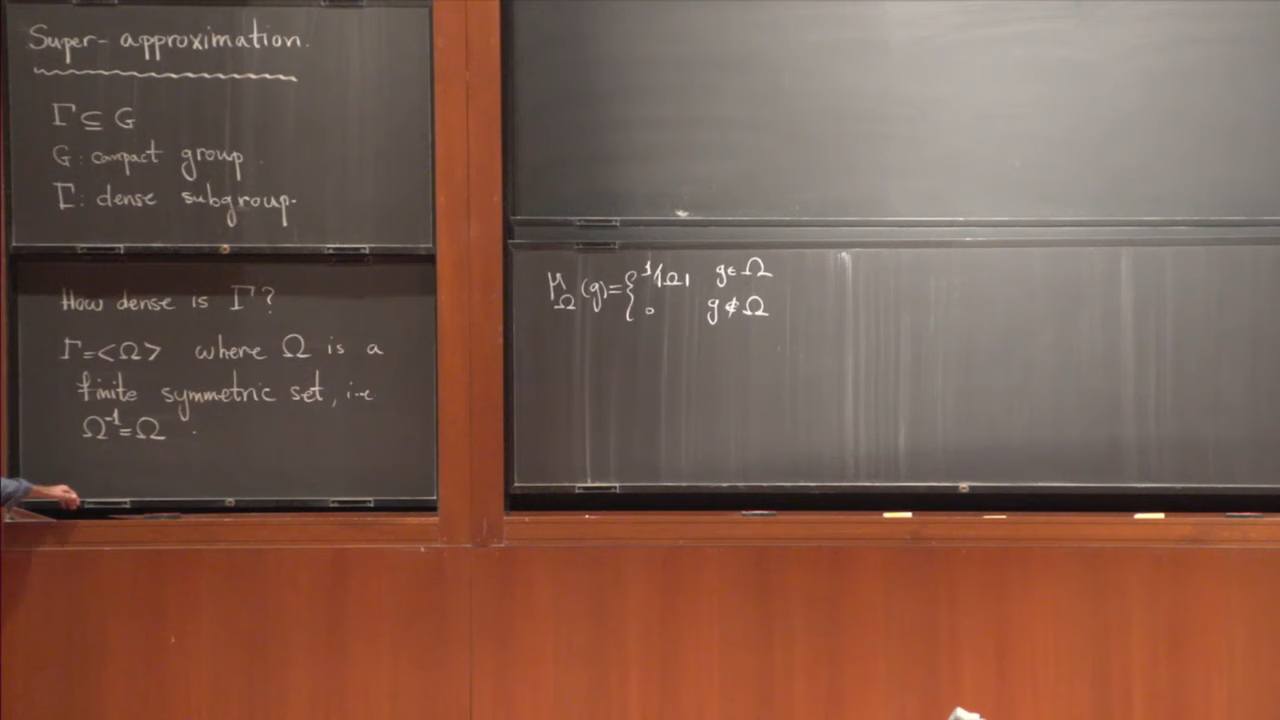 Super-approximation.
Γ ⊆ G
G: compact group.
Γ: dense subgroup.
How dense is Γ?
Γ=<Ω> where Ω is a
finite symmetric set, i.e
Ω⁻¹=Ω .
μ_Ω(g)={ 1/|Ω| g∈Ω
0 g∉Ω